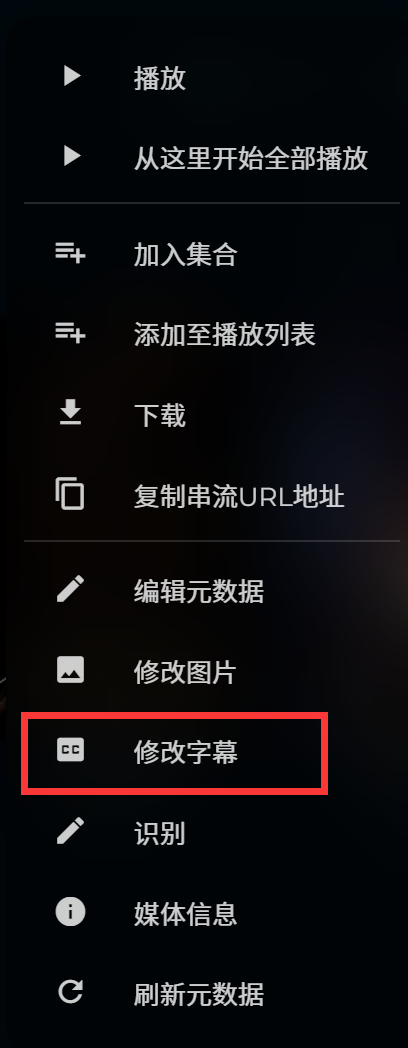 播放
从这里开始全部播放
加入集合
添加至播放列表
下载
复制串流URL地址
编辑元数据
修改图片
CC
修改字幕
识别
媒体信息
刷新元数据